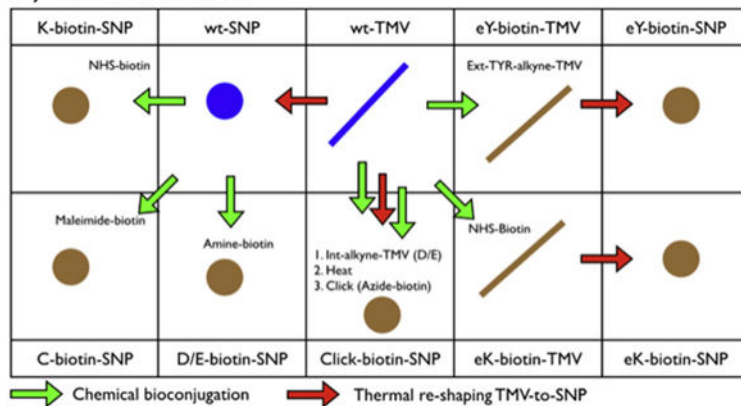 K-biotin-SNP
wt-SNP
wt-TMV
eY-biotin-TMV
eY-biotin-SNP
NHS-biotin
Ext-TYR-alkyne-TMV
Maleimide-biotin
Amine-biotin
1. Int-alkyne-TMV (D/E)
2. Heat
3. Click (Azide-biotin)
NHS-Biotin
C-biotin-SNP
D/E-biotin-SNP
Click-biotin-SNP
eK-biotin-TMV
eK-biotin-SNP
Chemical bioconjugation
Thermal re-shaping TMV-to-SNP